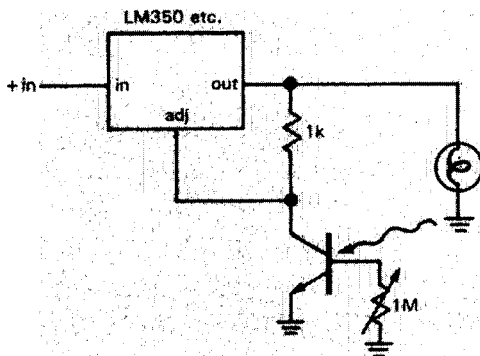 LM350 etc.
+in
in
out
adj
1k
1M